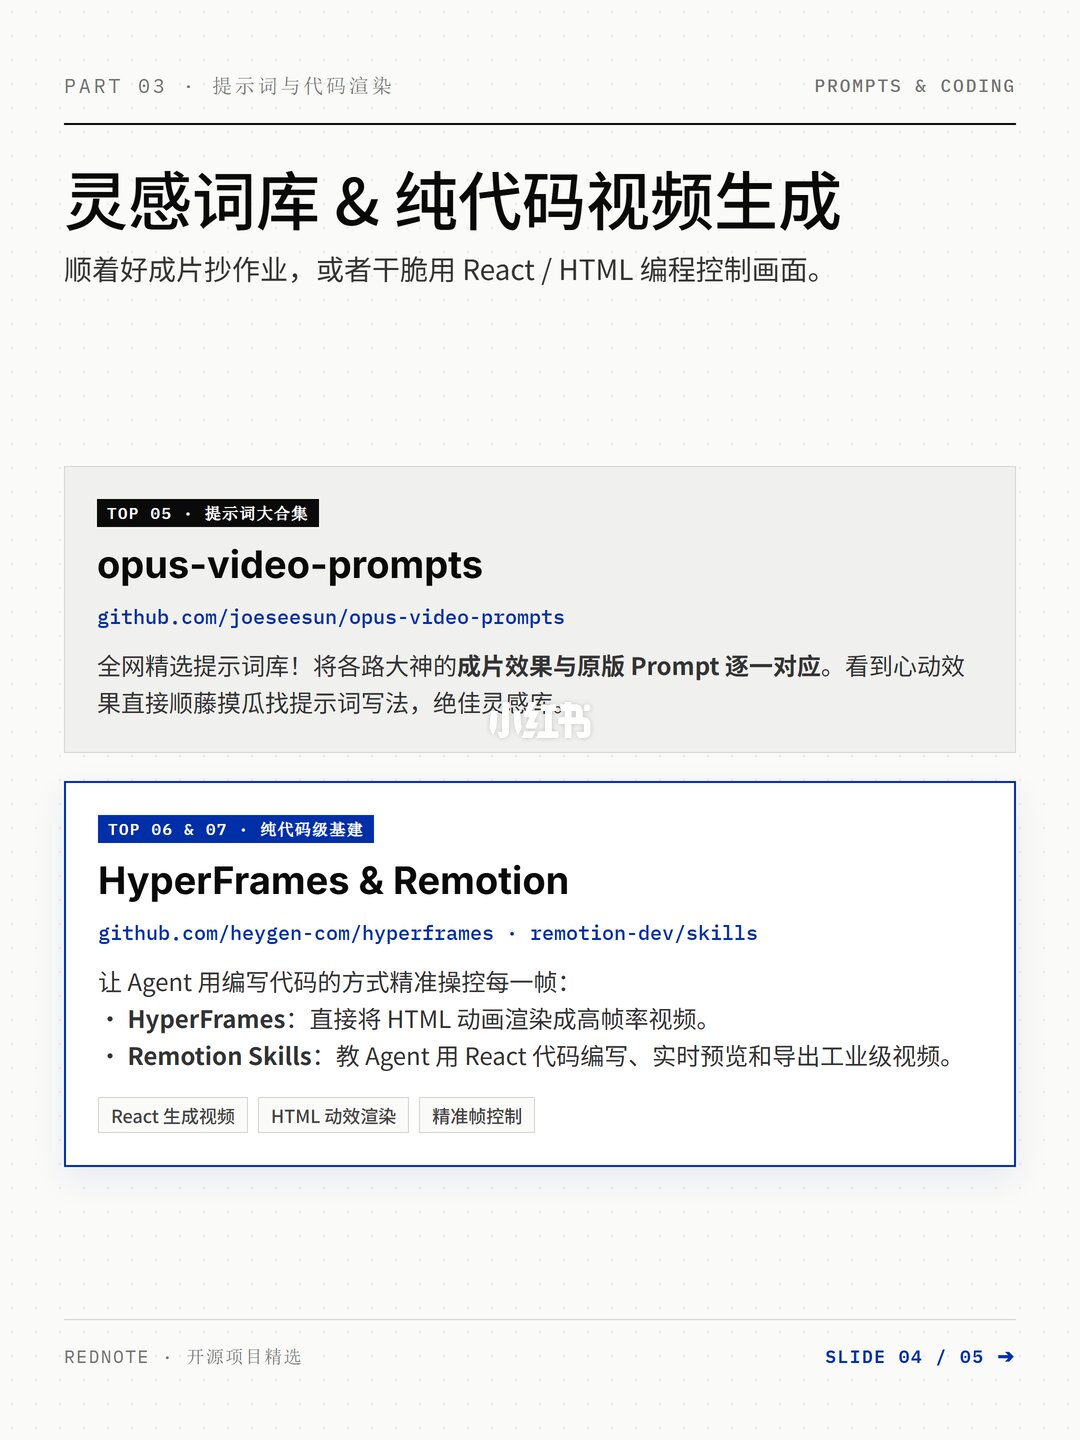 PART 03 · 提示词与代码渲染
PROMPTS & CODING
灵感词库 & 纯代码视频生成
顺着好成片抄作业，或者干脆用 React / HTML 编程控制画面。
TOP 05 · 提示词大合集
opus-video-prompts
github.com/joeseesun/opus-video-prompts
全网精选提示词库！将各路大神的成片效果与原版 Prompt 逐一对应。看到心动效
果直接顺藤摸瓜找提示词写法，绝佳灵感库。
小红书
TOP 06 & 07 · 纯代码级基建
HyperFrames & Remotion
github.com/heygen-com/hyperframes · remotion-dev/skills
让 Agent 用编写代码的方式精准操控每一帧：
• HyperFrames：直接将 HTML 动画渲染成高帧率视频。
• Remotion Skills：教 Agent 用 React 代码编写、实时预览和导出工业级视频。
React 生成视频
HTML 动效渲染
精准帧控制
REDNOTE · 开源项目精选
SLIDE 04 / 05 ➔